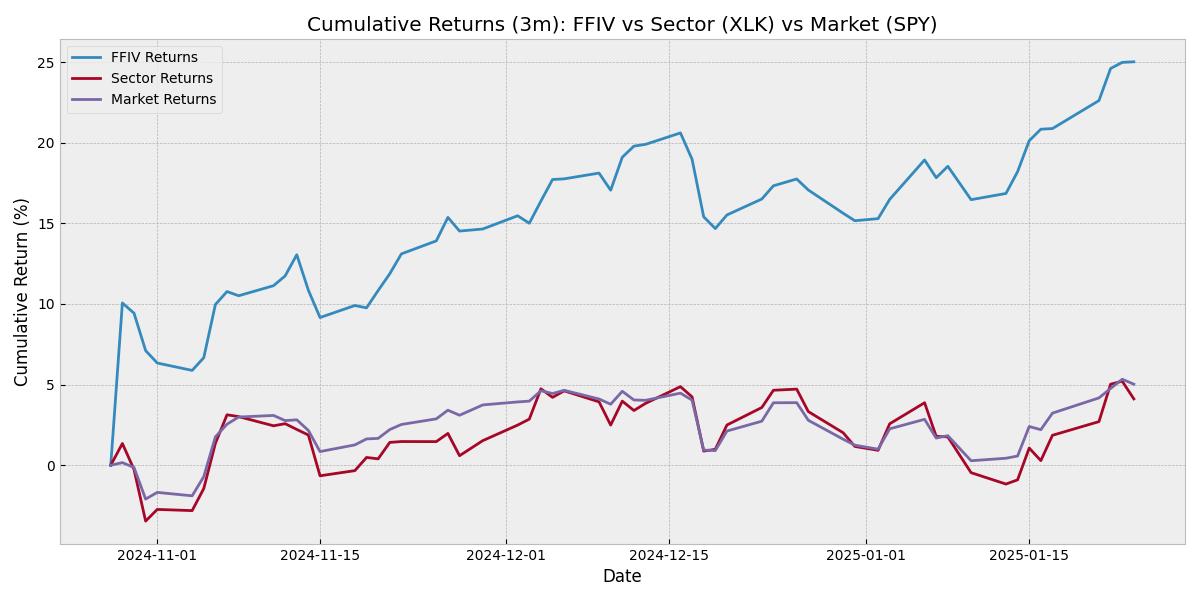 Cumulative Returns (3m): FFIV vs Sector (XLK) vs Market (SPY)
FFIV Returns
Sector Returns
Market Returns
25
20
15
10
5
0
Cumulative Return (%)
2024-11-01
2024-11-15
2024-12-01
2024-12-15
2025-01-01
2025-01-15
Date